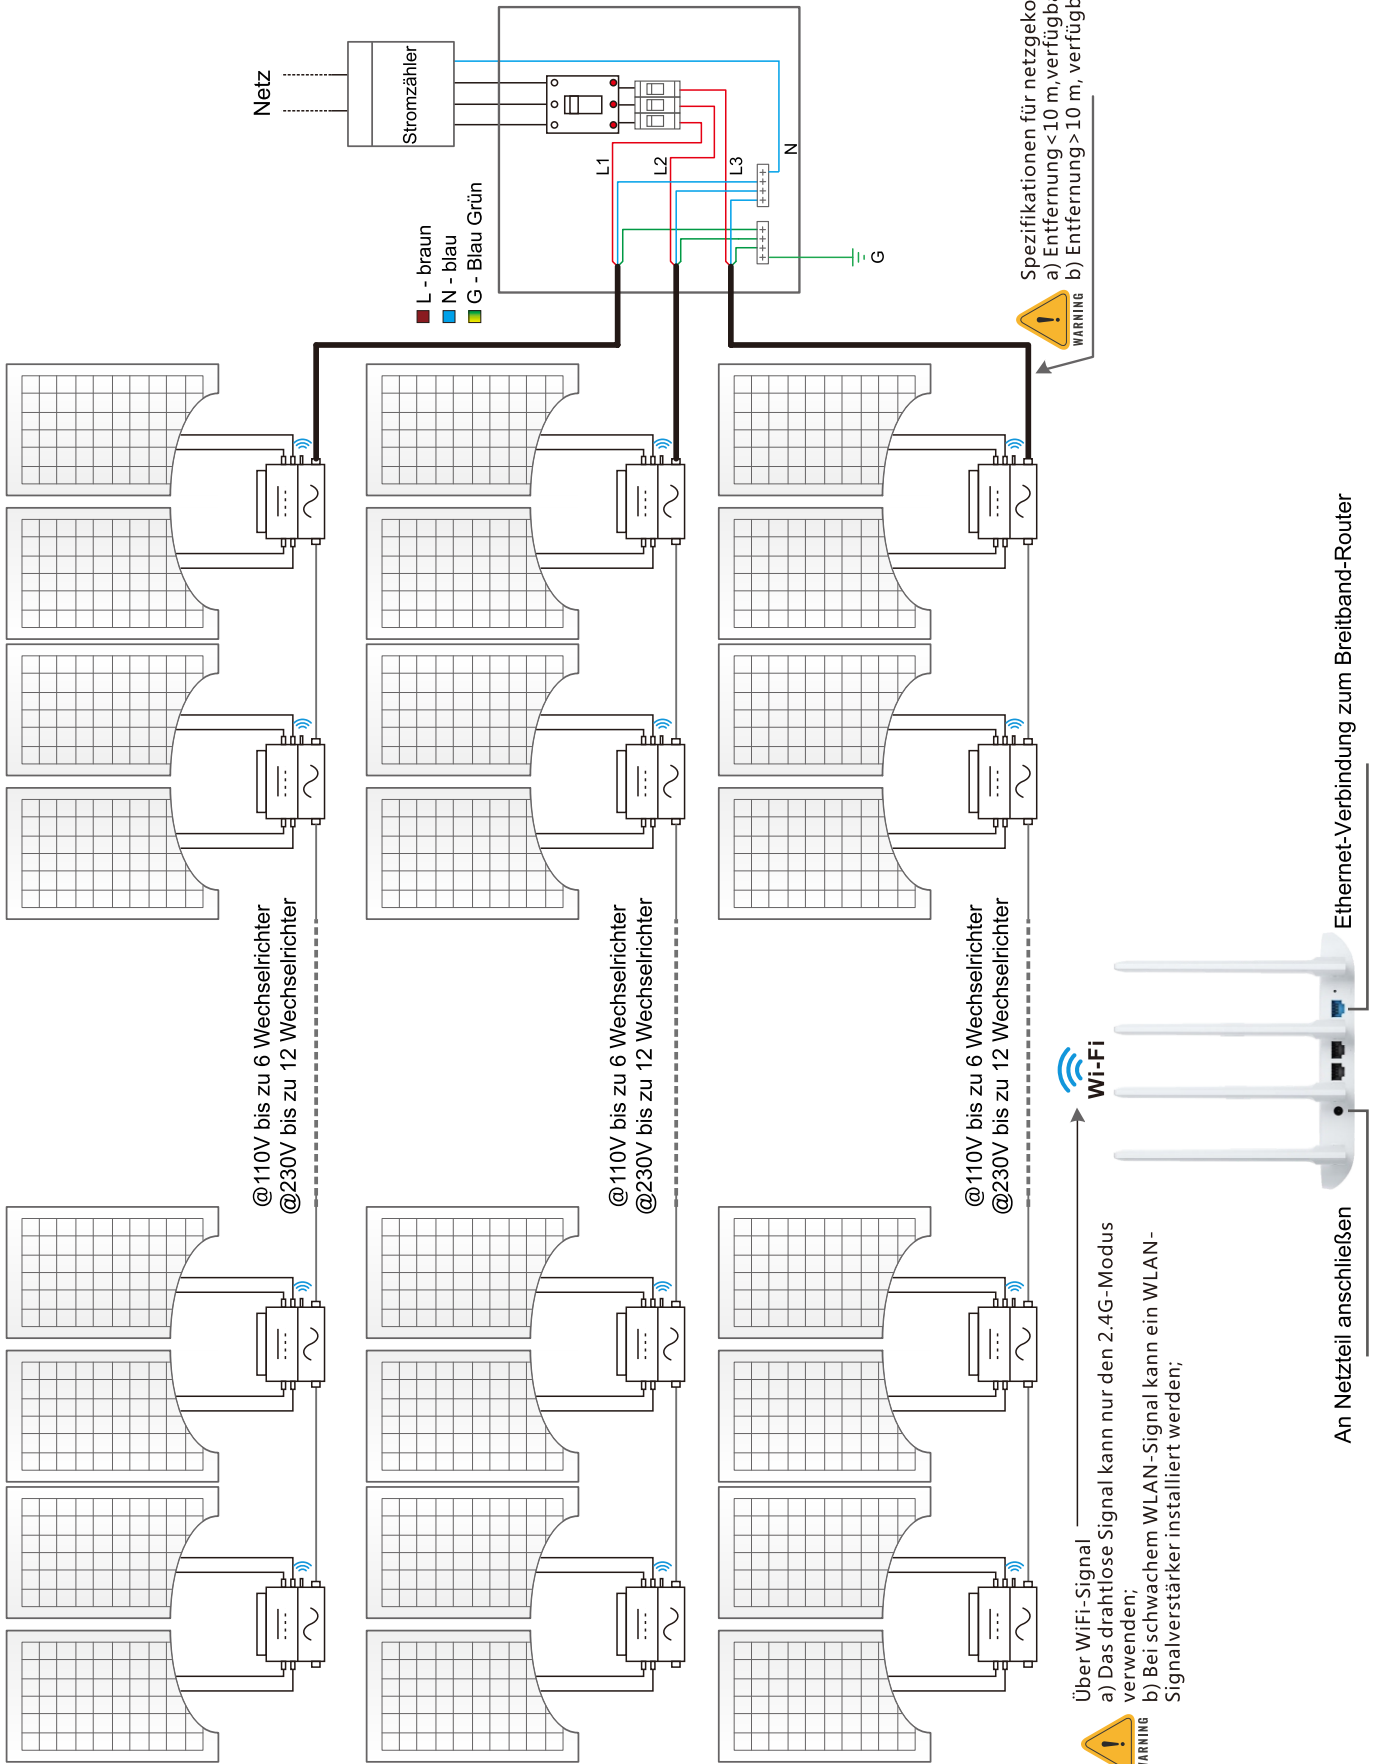 Netz
Stromzähler
L - braun
N - blau
G - Blau Grün
L1
L2
L3
N
G
WARNING
Spezifikationen für netzgeko
a) Entfernung<10 m,verfügb
b) Entfernung>10 m, verfügb
@110V bis zu 6 Wechselrichter
@230V bis zu 12 Wechselrichter
@110V bis zu 6 Wechselrichter
@230V bis zu 12 Wechselrichter
@110V bis zu 6 Wechselrichter
@230V bis zu 12 Wechselrichter
WARNING
Über WiFi-Signal
a) Das drahtlose Signal kann nur den 2.4G-Modus
verwenden;
b) Bei schwachem WLAN-Signal kann ein WLAN-
Signalverstärker installiert werden;
Wi-Fi
An Netzteil anschließen
Ethernet-Verbindung zum Breitband-Router